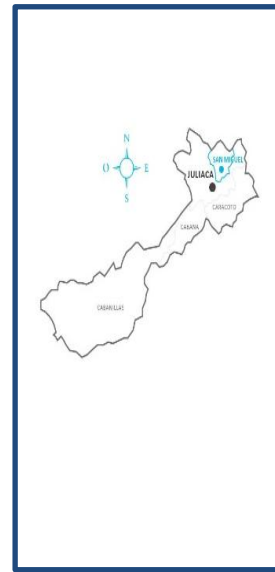 N
O E
S
SAN MIGUEL
JULIACA
CARACOTO
CABANA
CABANILLAS